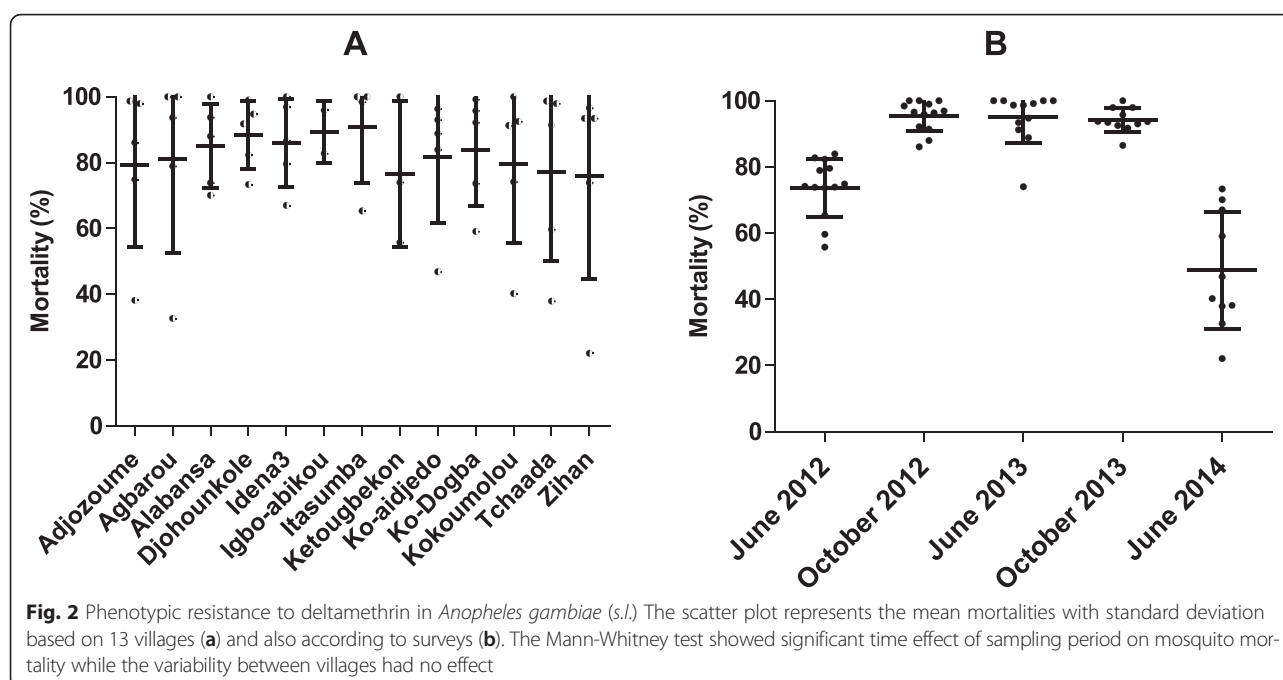 A
B
Mortality (%)
100
80
60
40
20
0
Adjozoume
Agbarou
Alabansa
Djohounkole
Idena3
Igbo-abikou
Itasumba
Ketougbekon
Ko-aidjedo
Ko-Dogba
Kokoumolou
Tchaada
Zihan
Mortality (%)
100
80
60
40
20
0
June 2012
October 2012
June 2013
October 2013
June 2014
Fig. 2 Phenotypic resistance to deltamethrin in Anopheles gambiae (s.l.) The scatter plot represents the mean mortalities with standard deviation
based on 13 villages (a) and also according to surveys (b). The Mann-Whitney test showed significant time effect of sampling period on mosquito mor-
tality while the variability between villages had no effect